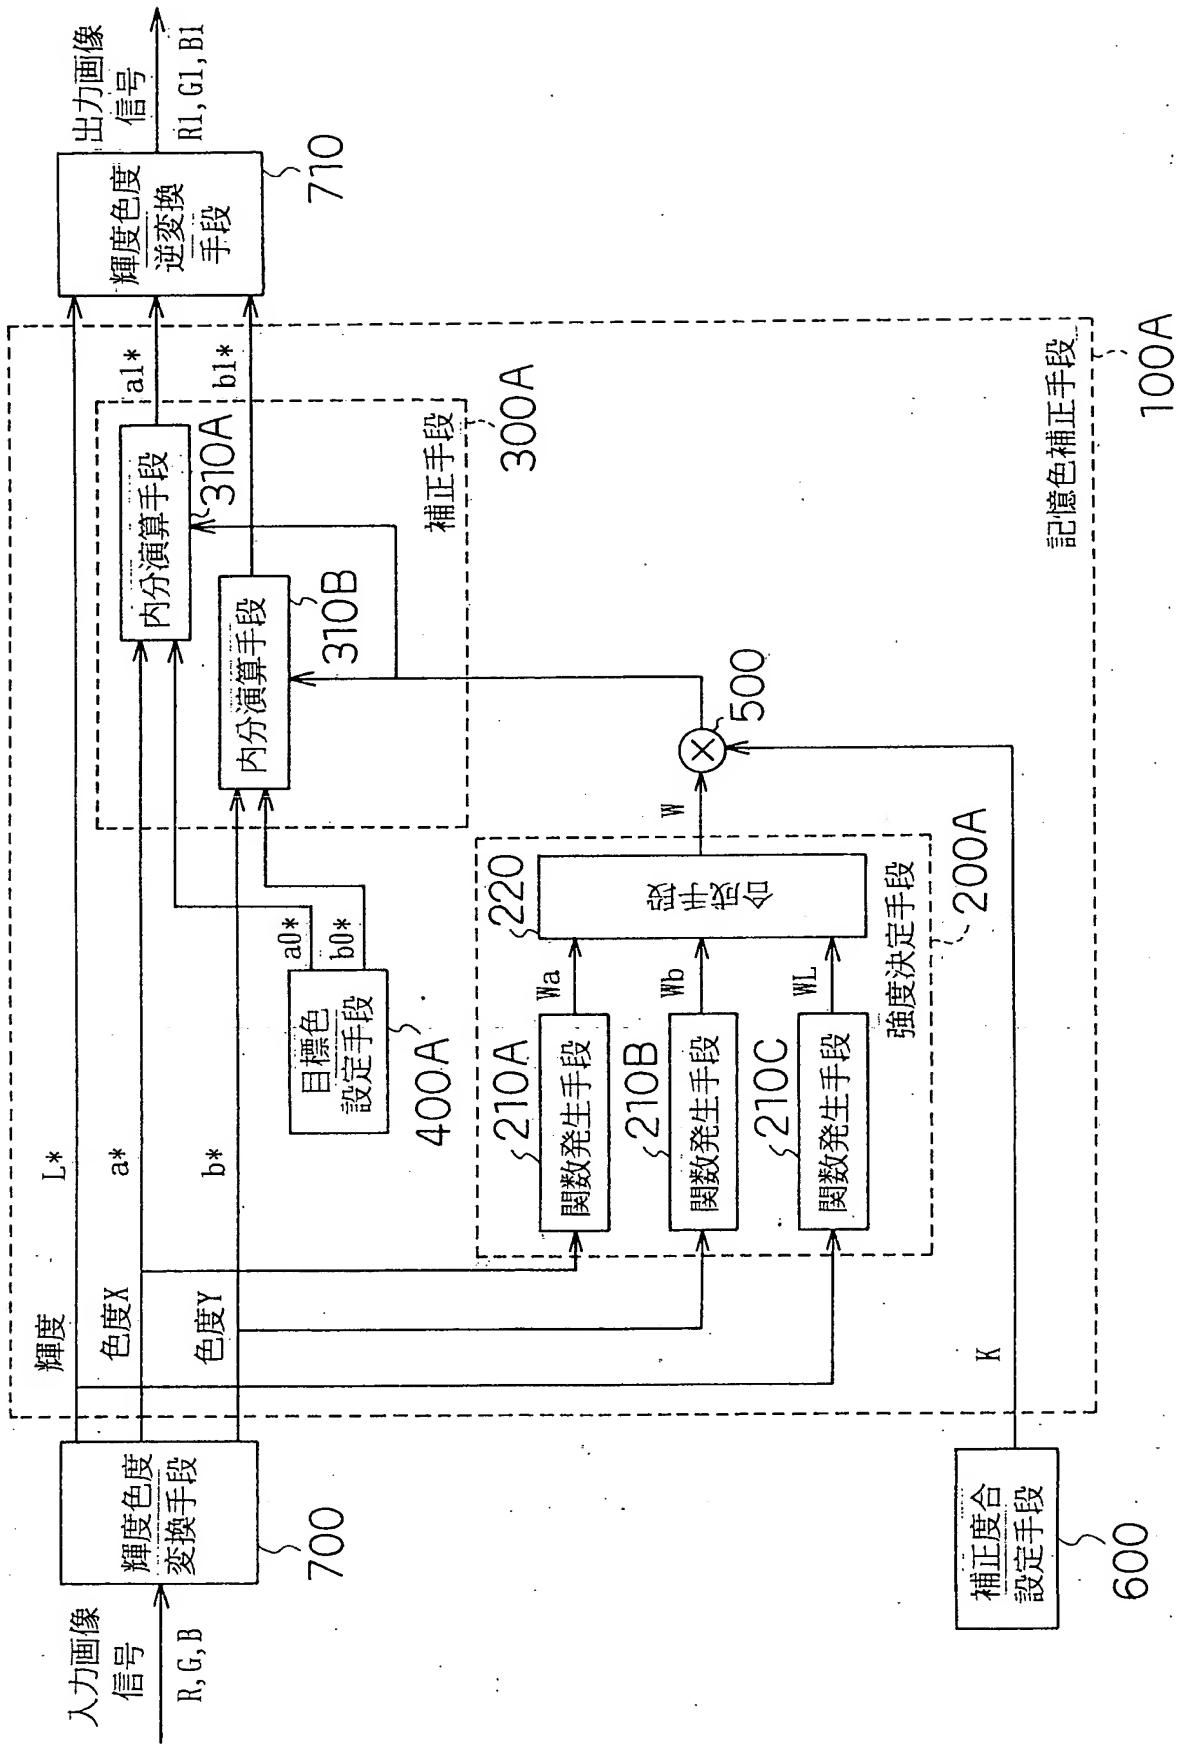 入力画像
信号
R,G,B
輝度色度
変換手段
700
輝度
L*
色度X
a*
色度Y
b*
目標色
設定手段
400A
a0*
b0*
内分演算手段
310A
内分演算手段
310B
補正手段
300A
a1*
b1*
輝度色度
逆変換
手段
710
出力画像
信号
R1,G1,B1
関数発生手段
210A
Wa
関数発生手段
210B
Wb
関数発生手段
210C
WL
220
合成
手段
強度決定手段
200A
W
500
K
補正度合
設定手段
600
記憶色補正手段
100A